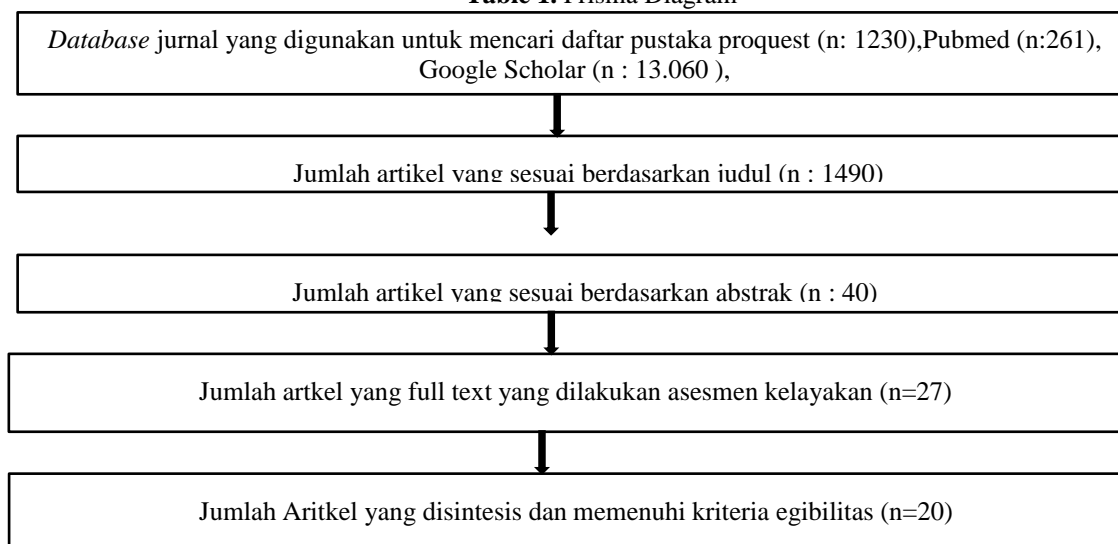 Table 1. Prisma Diagram
Database jurnal yang digunakan untuk mencari daftar pustaka proquest (n: 1230),Pubmed (n:261),
Google Scholar (n : 13.060 ),
Jumlah artikel yang sesuai berdasarkan judul (n : 1490)
Jumlah artikel yang sesuai berdasarkan abstrak (n : 40)
Jumlah artkel yang full text yang dilakukan asesmen kelayakan (n=27)
Jumlah Aritkel yang disintesis dan memenuhi kriteria egibilitas (n=20)